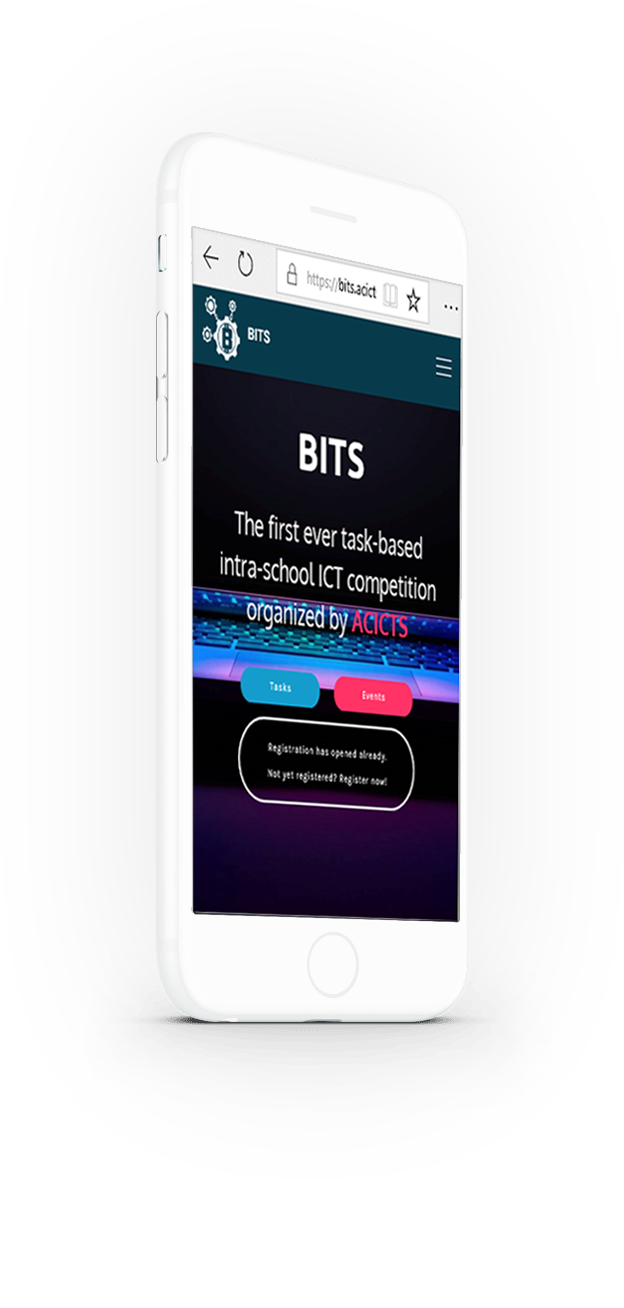 https://bits.acict
BITS
BITS
The first ever task-based
intra-school ICT competition
organized by ACICTS
Tasks
Events
Registration has opened already.
Not yet registered? Register now!